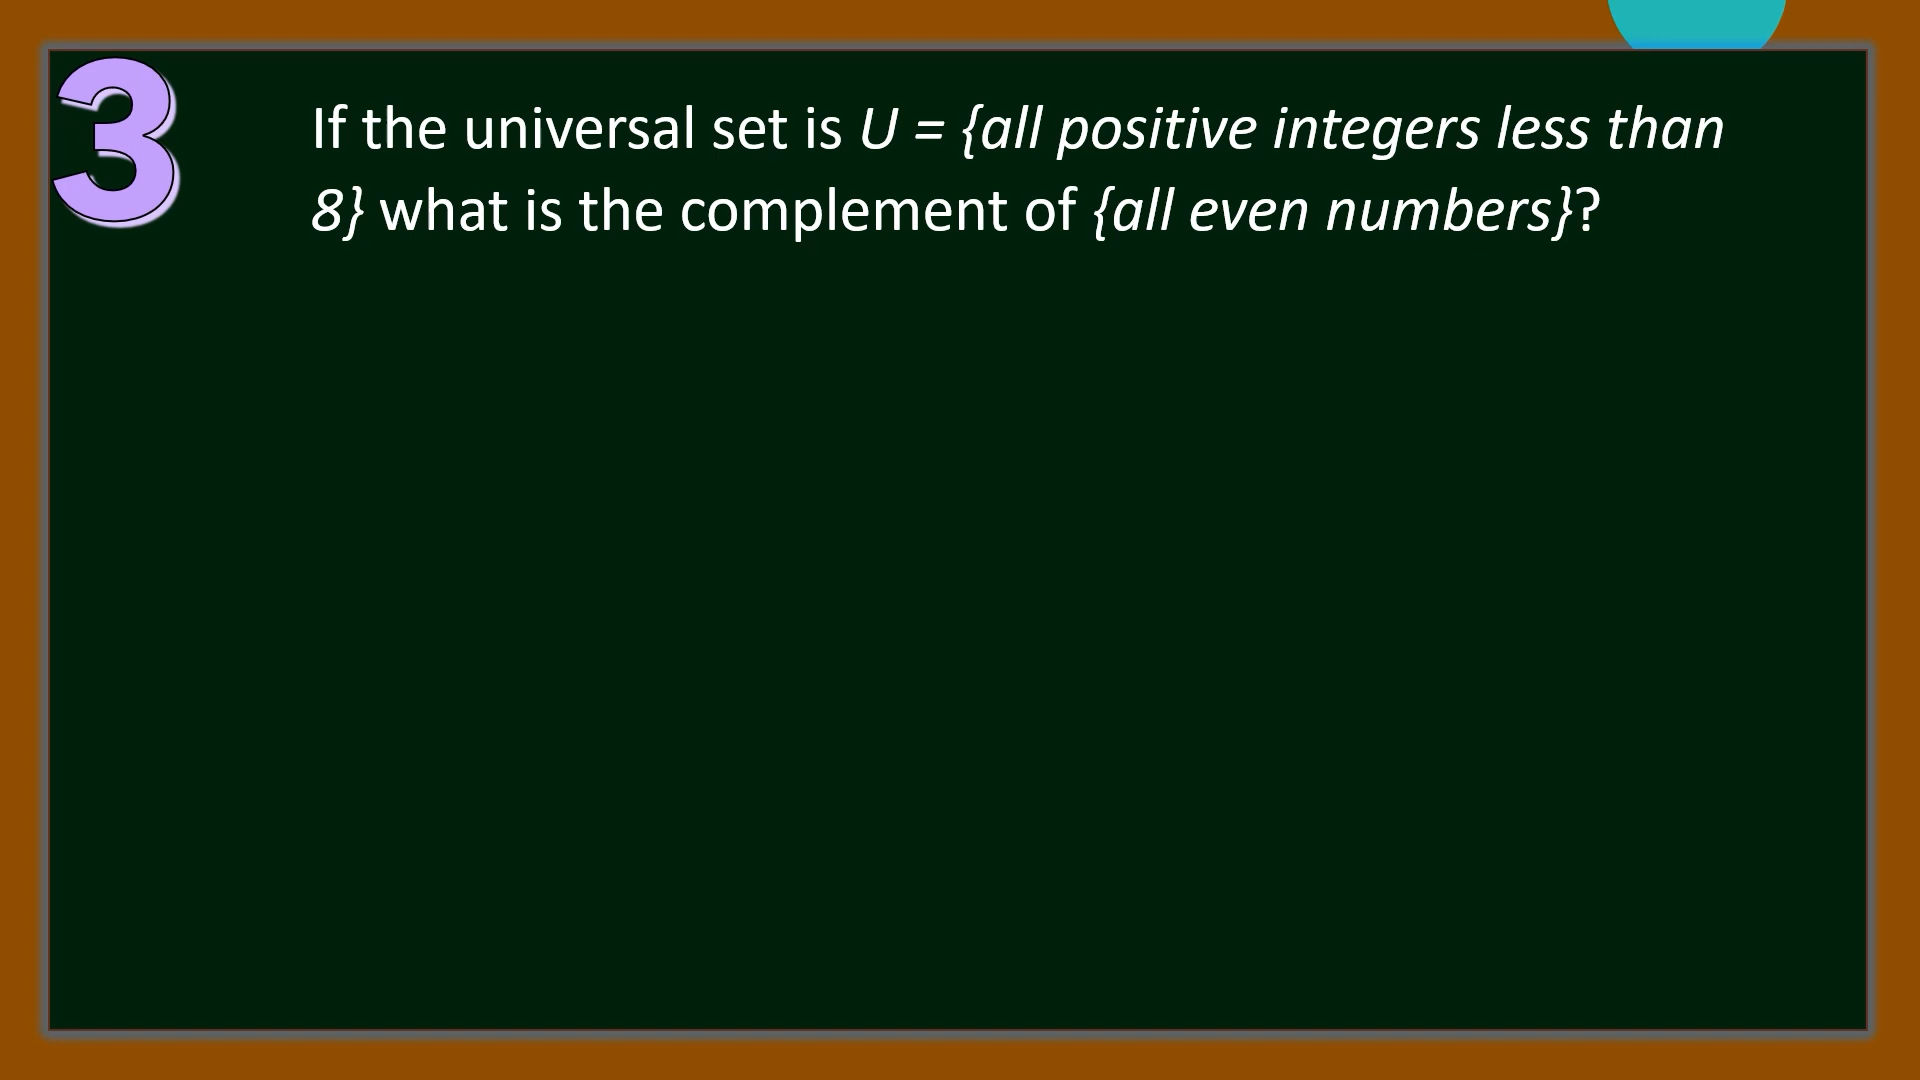 3
If the universal set is U = {all positive integers less than
8} what is the complement of {all even numbers}?